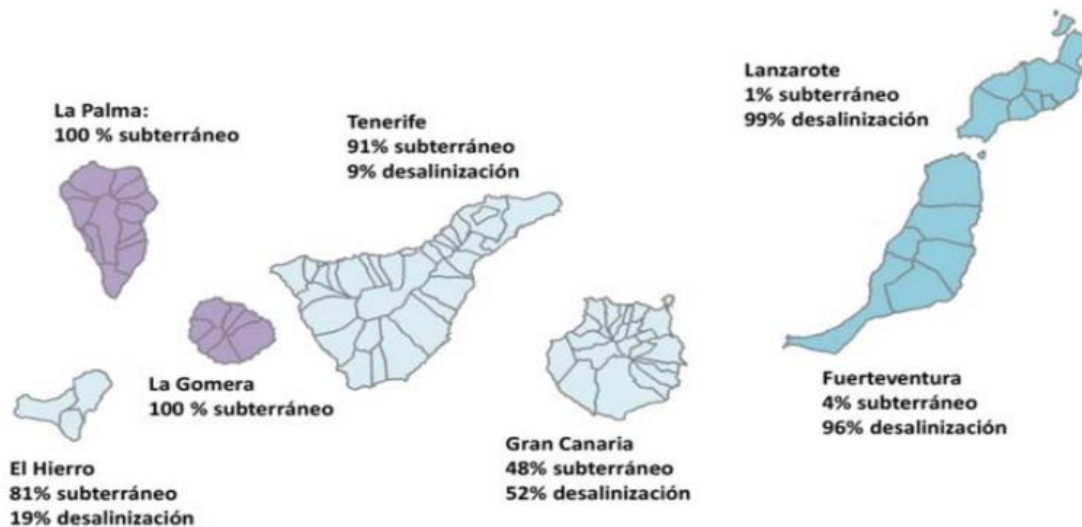 La Palma:
100 % subterráneo
Tenerife
91% subterráneo
9% desalinización
Lanzarote
1% subterráneo
99% desalinización
La Gomera
100 % subterráneo
Fuerteventura
4% subterráneo
96% desalinización
Gran Canaria
48% subterráneo
52% desalinización
El Hierro
81% subterráneo
19% desalinización